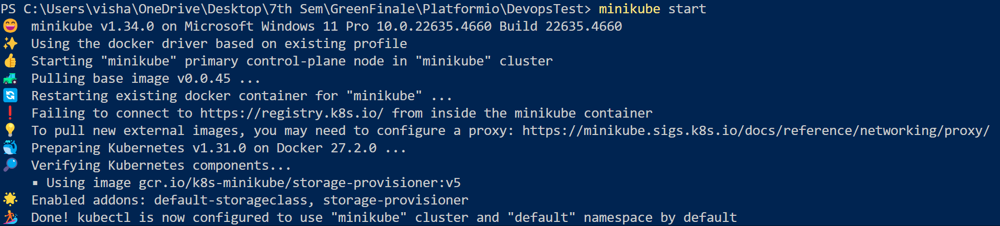 PS C:\Users\visha\OneDrive\Desktop\7th Sem\GreenFinale\Platformio\DevopsTest> minikube start
😄 minikube v1.34.0 on Microsoft Windows 11 Pro 10.0.22635.4660 Build 22635.4660
✨ Using the docker driver based on existing profile
👍 Starting "minikube" primary control-plane node in "minikube" cluster
🚜 Pulling base image v0.0.45 ...
🔄 Restarting existing docker container for "minikube" ...
❗ Failing to connect to https://registry.k8s.io/ from inside the minikube container
💡 To pull new external images, you may need to configure a proxy: https://minikube.sigs.k8s.io/docs/reference/networking/proxy/
🐳 Preparing Kubernetes v1.31.0 on Docker 27.2.0 ...
🔎 Verifying Kubernetes components...
▪ Using image gcr.io/k8s-minikube/storage-provisioner:v5
🌟 Enabled addons: default-storageclass, storage-provisioner
🏄 Done! kubectl is now configured to use "minikube" cluster and "default" namespace by default